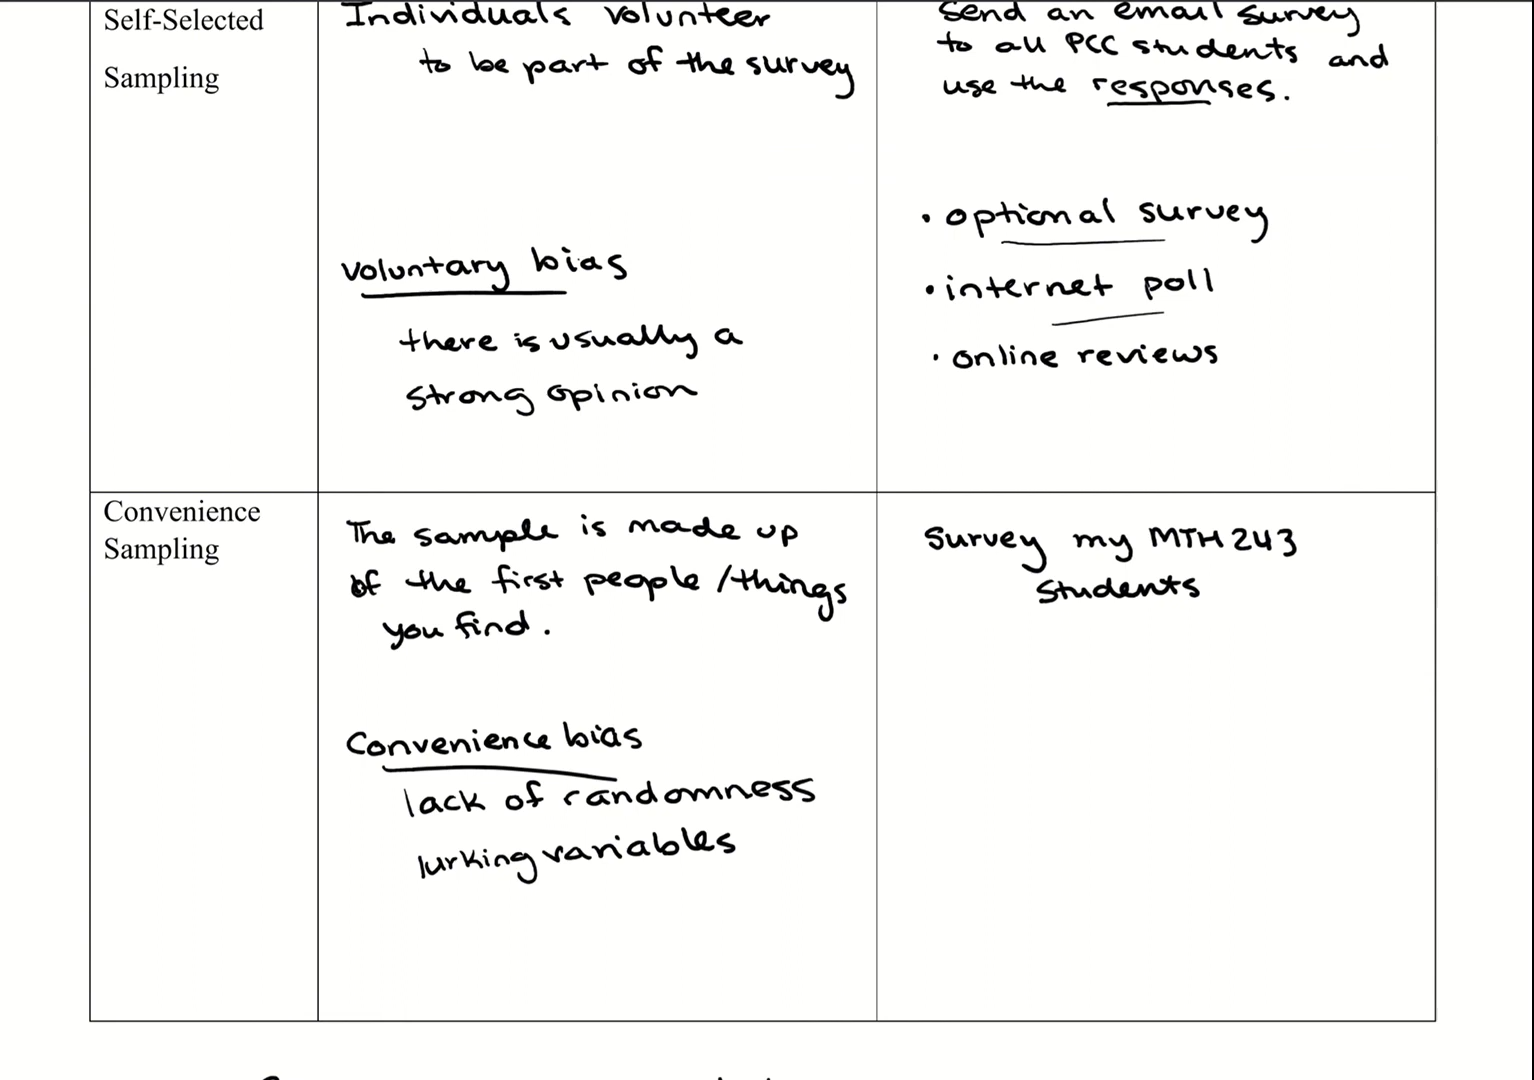 Self-Selected
Sampling
Individuals volunteer
to be part of the survey
voluntary bias
there is usually a
strong opinion
Send an email survey
to all PCC students and
use the responses.
• optional survey
• internet poll
• online reviews
Convenience
Sampling
The sample is made up
of the first people/things
you find.
Convenience bias
lack of randomness
lurking variables
Survey my MTH 243
students